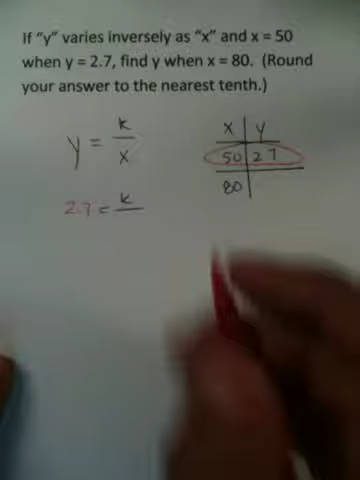 If "y" varies inversely as "x" and x = 50
when y = 2.7, find y when x = 80. (Round
your answer to the nearest tenth.)
y = k/x
x y
50 2.7
80
2.7 = k